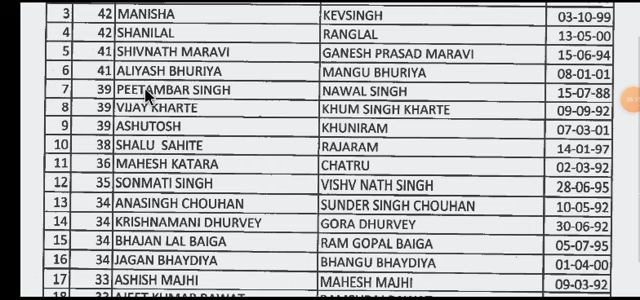 3 42 MANISHA KEVSINGH 03-10-99
4 42 SHANILAL RANGLAL 13-05-00
5 41 SHIVNATH MARAVI GANESH PRASAD MARAVI 15-06-94
6 41 ALIYASH BHURIYA MANGU BHURIYA 08-01-01
7 39 PEETAMBAR SINGH NAWAL SINGH 15-07-88
8 39 VIJAY KHARTE KHUM SINGH KHARTE 09-09-92
9 39 ASHUTOSH KHUNIRAM 07-03-01
10 38 SHALU SAHITE RAJARAM 14-01-97
11 36 MAHESH KATARA CHATRU 02-03-92
12 35 SONMATI SINGH VISHV NATH SINGH 28-06-95
13 34 ANASINGH CHOUHAN SUNDER SINGH CHOUHAN 10-05-92
14 34 KRISHNAMANI DHURVEY GORA DHURVEY 30-06-92
15 34 BHAJAN LAL BAIGA RAM GOPAL BAIGA 05-07-95
16 34 JAGAN BHAYDIYA BHANGU BHAYDIYA 01-04-00
17 33 ASHISH MAJHI MAHESH MAJHI 09-03-92